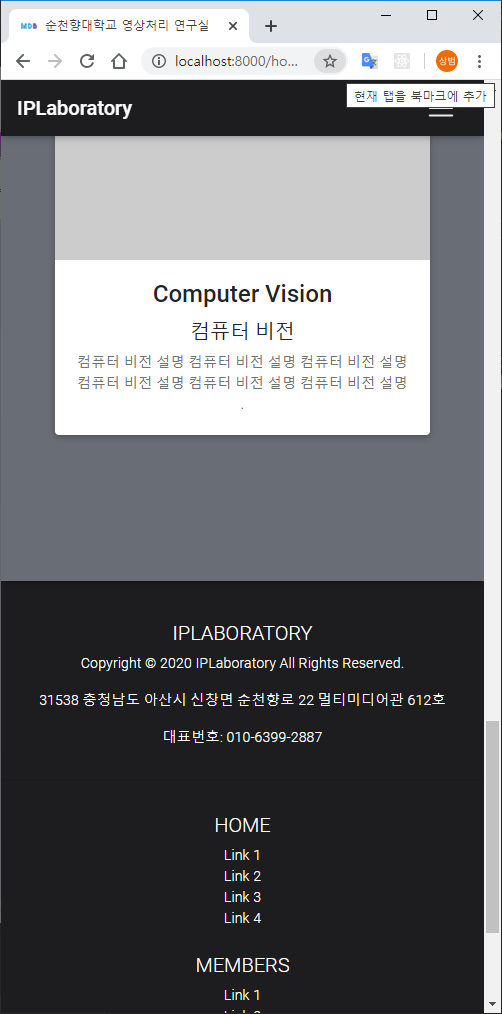 MDB 순천향대학교 영상처리 연구실
localhost:8000/ho...
상범
현재 탭을 북마크에 추가
IPLaboratory
Computer Vision
컴퓨터 비전
컴퓨터 비전 설명 컴퓨터 비전 설명 컴퓨터 비전 설명
컴퓨터 비전 설명 컴퓨터 비전 설명 컴퓨터 비전 설명
.
IPLABORATORY
Copyright © 2020 IPLaboratory All Rights Reserved.
31538 충청남도 아산시 신창면 순천향로 22 멀티미디어관 612호
대표번호: 010-6399-2887
HOME
Link 1
Link 2
Link 3
Link 4
MEMBERS
Link 1